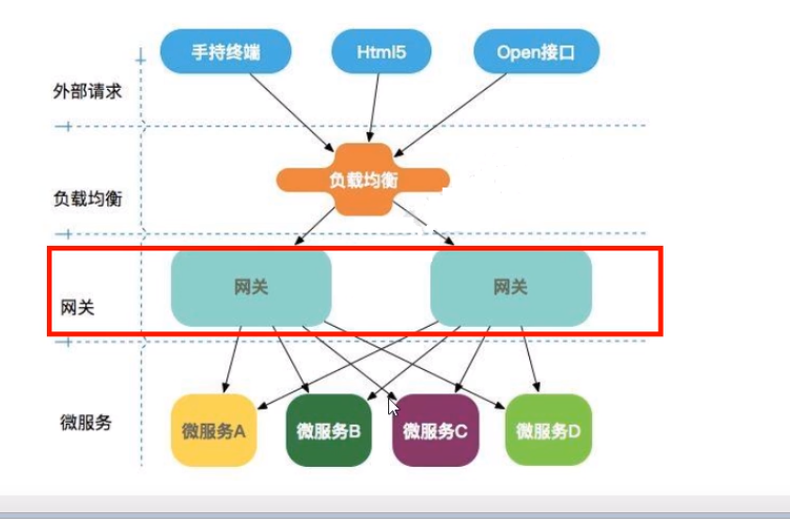 手持终端
Html5
Open接口
外部请求
负载均衡
负载均衡
网关
网关
网关
微服务
微服务A
微服务B
微服务C
微服务D